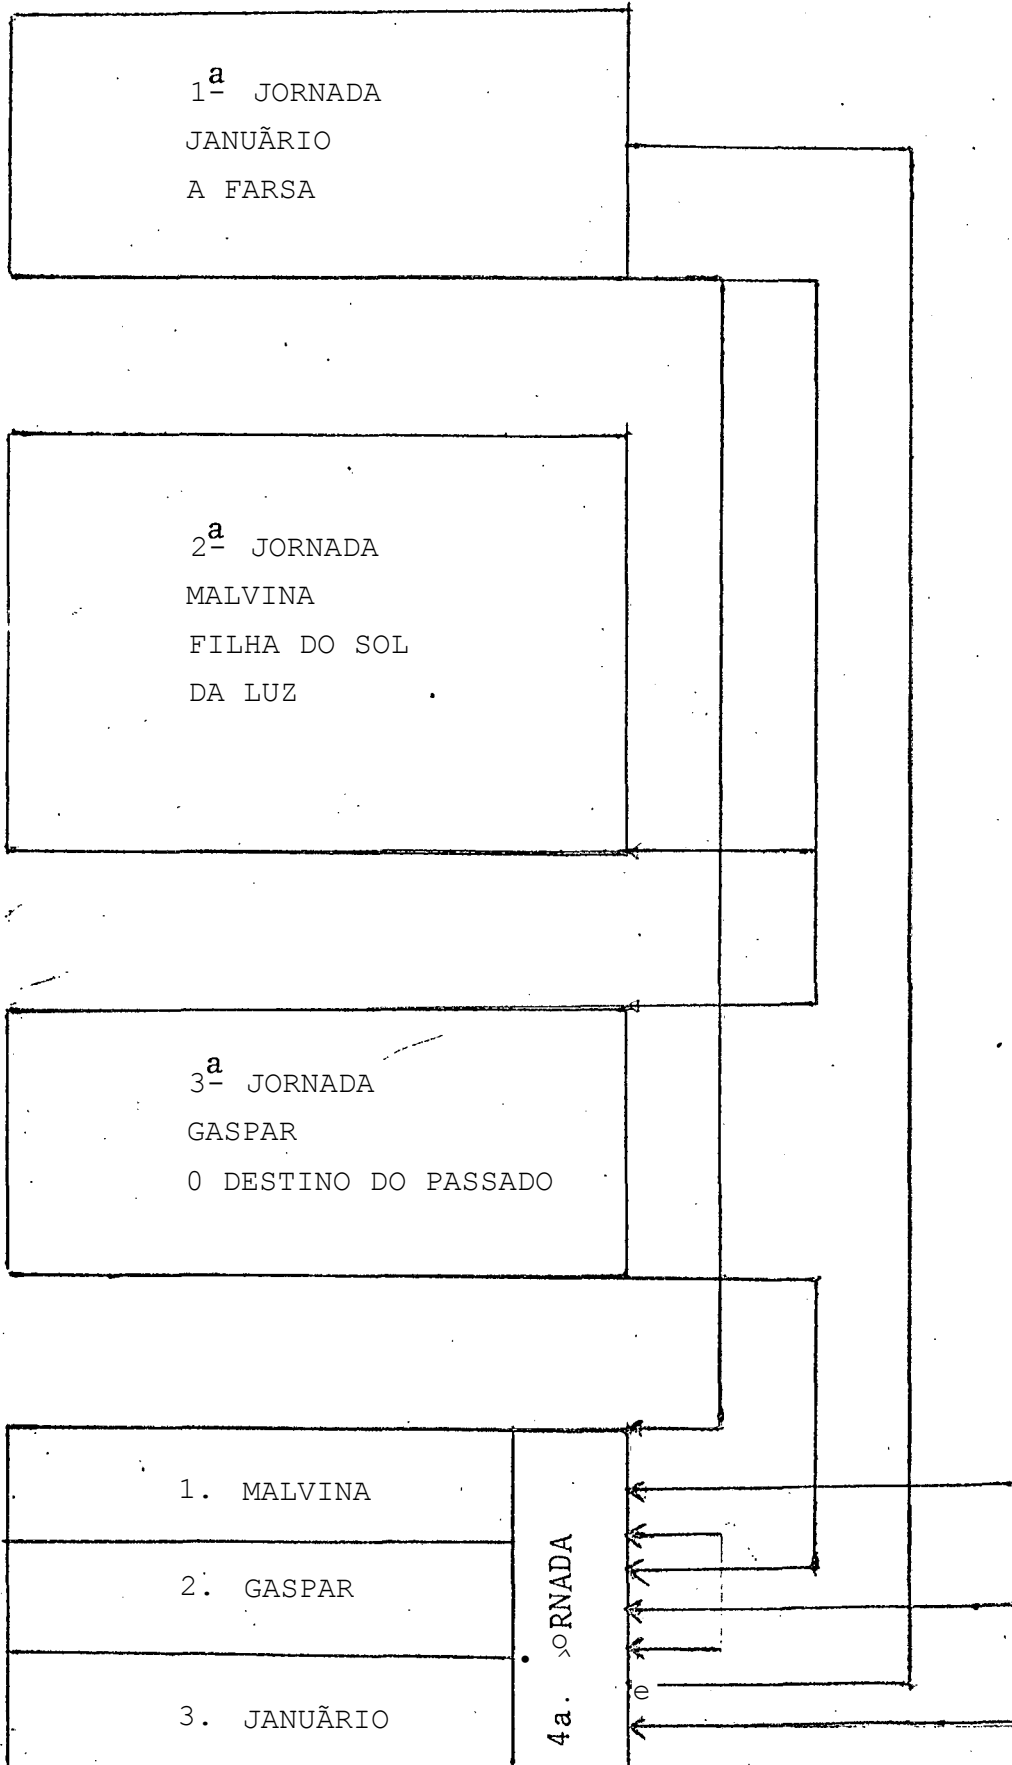 1ª JORNADA
JANUÃRIO
A FARSA
2ª JORNADA
MALVINA
FILHA DO SOL
DA LUZ
3ª JORNADA
GASPAR
0 DESTINO DO PASSADO
1. MALVINA
2. GASPAR
3. JANUÃRIO
4a.